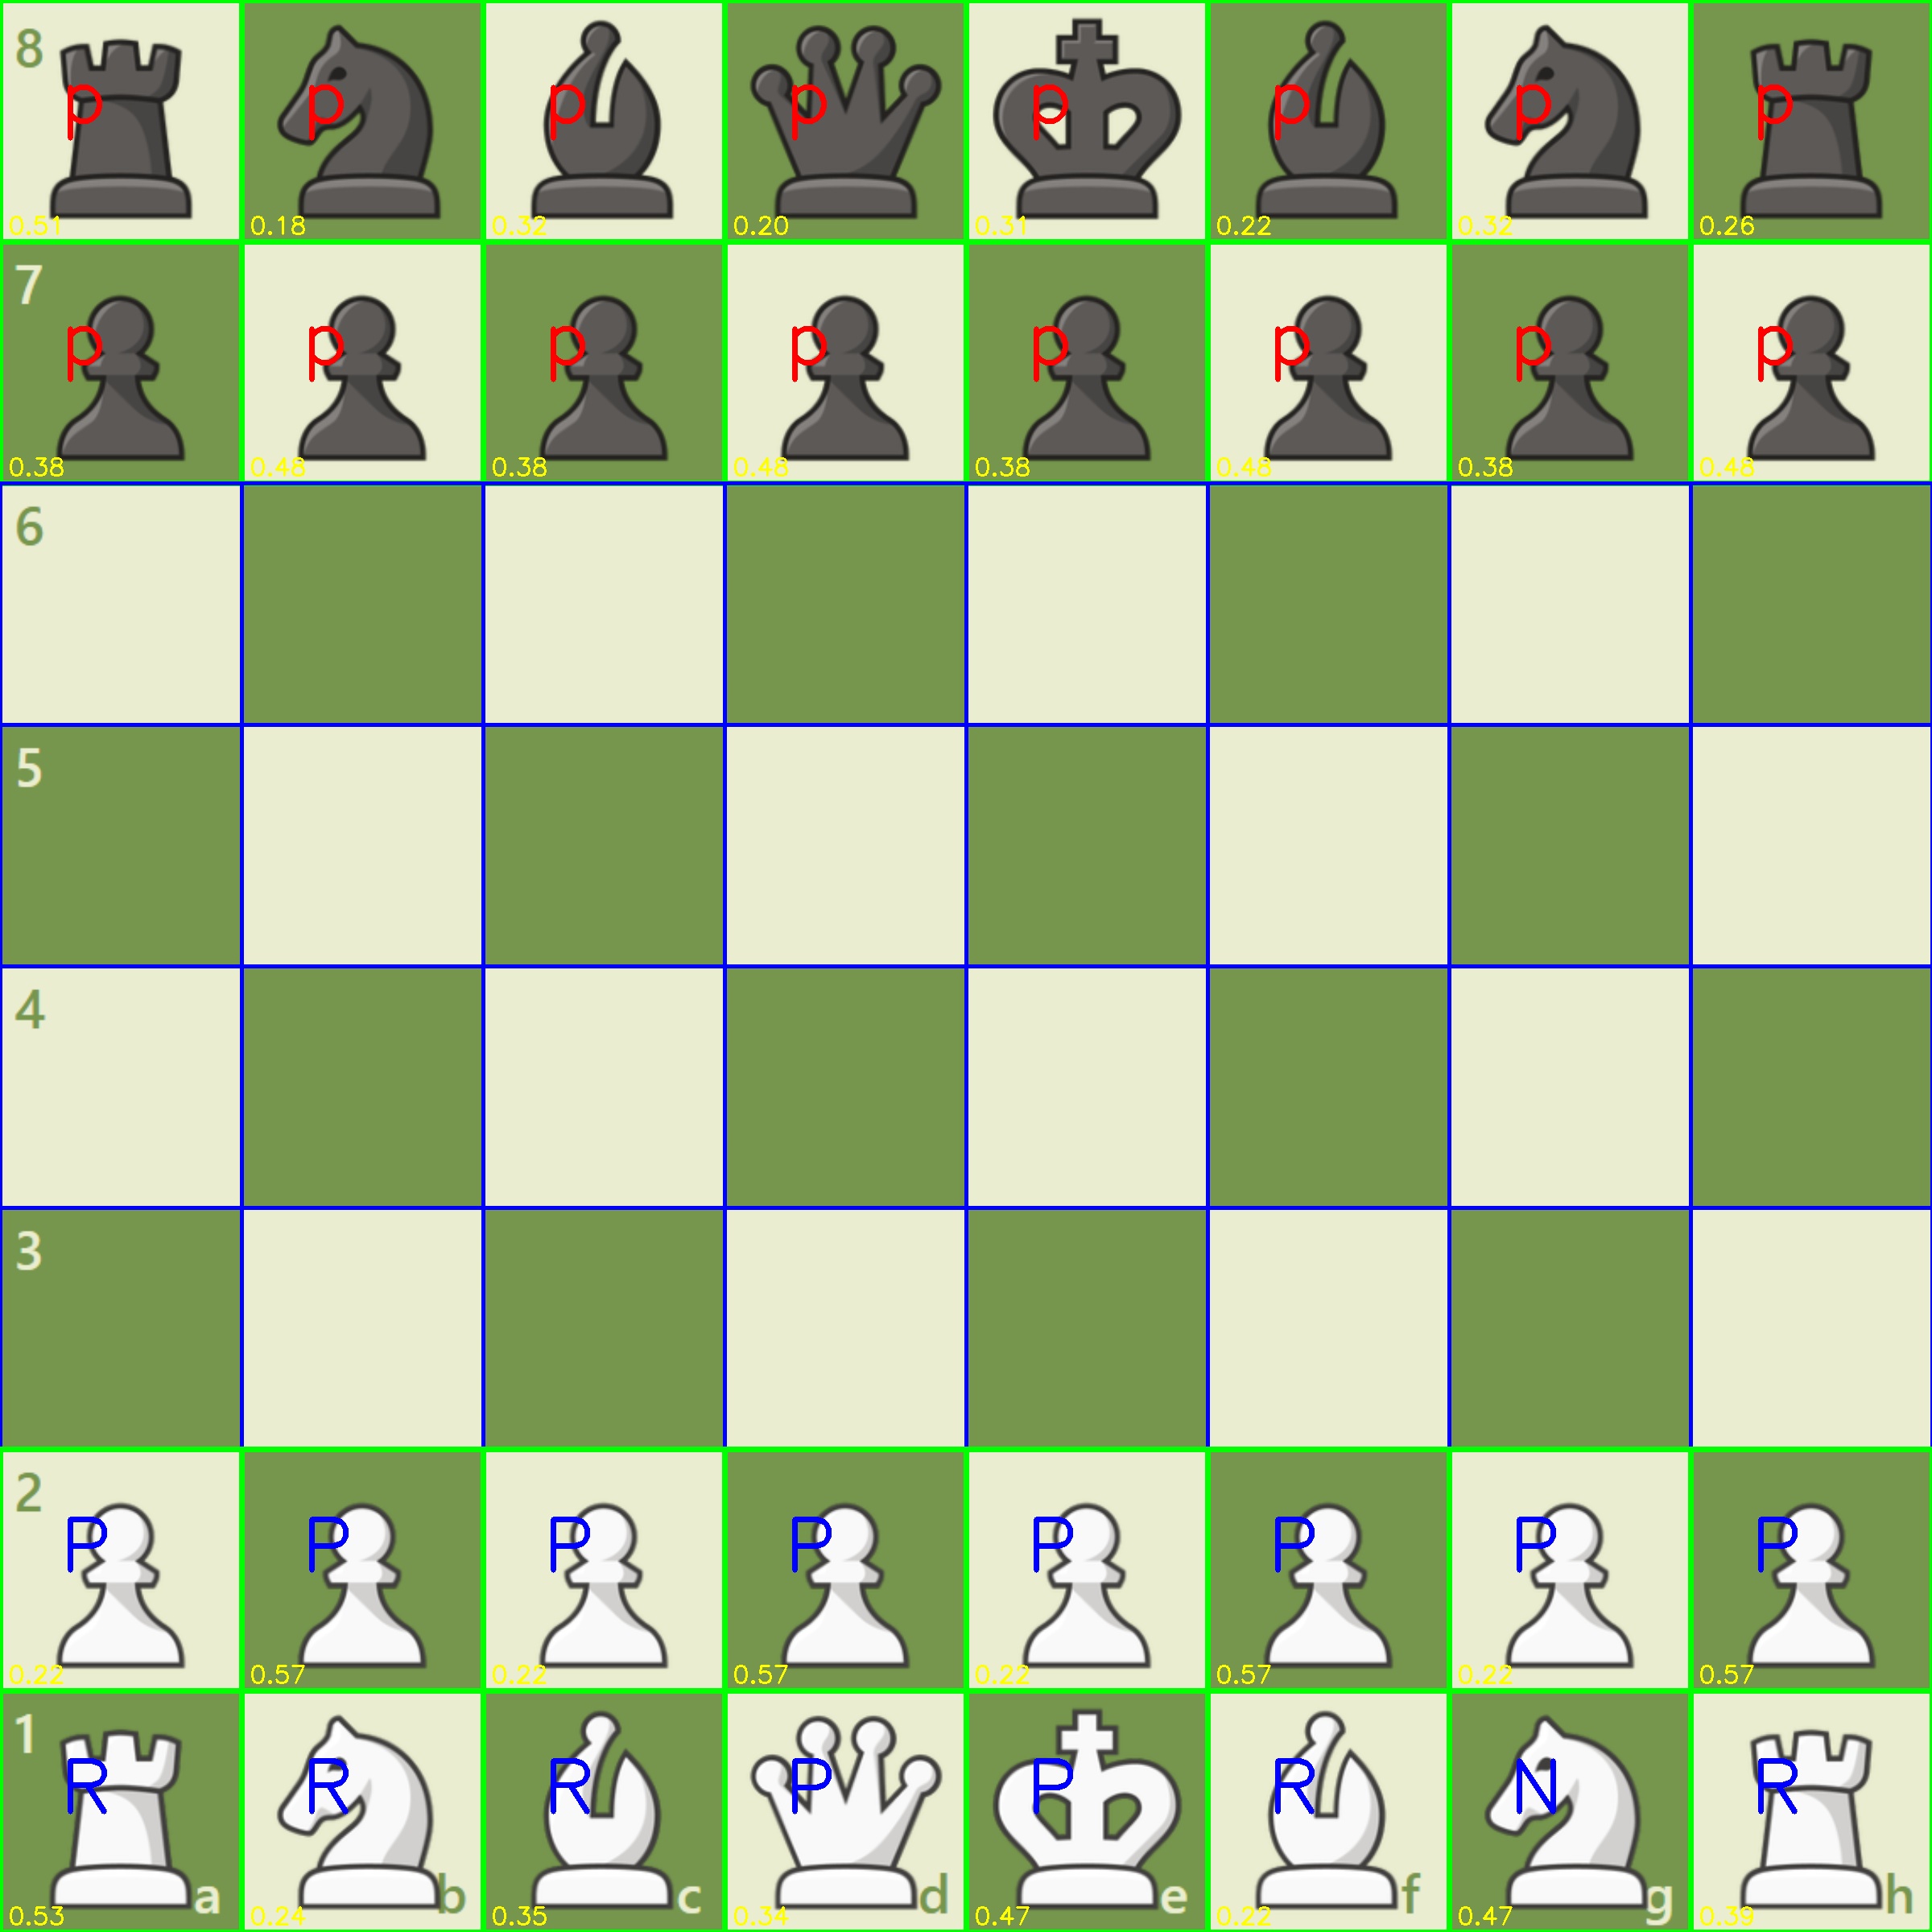 8
p p p p p p p p
0.51 0.18 0.32 0.20 0.31 0.22 0.32 0.26
7
p p p p p p p p
0.38 0.48 0.38 0.48 0.38 0.48 0.38 0.48
6
5
4
3
2
P P P P P P P P
0.22 0.57 0.22 0.57 0.22 0.57 0.22 0.57
1
R R R P P R N R
a b c d e f g h
0.53 0.24 0.35 0.34 0.47 0.22 0.47 0.39